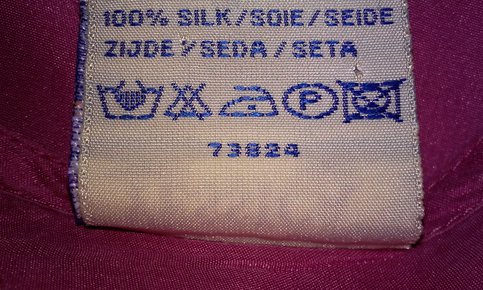 100% SILK/SOIE/SEIDE
ZIJDE/SEDA/SETA
P
73824